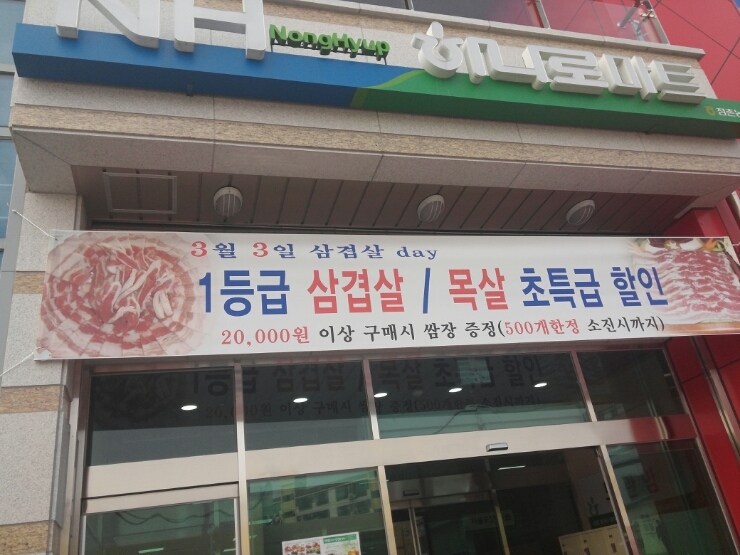 NH NongHyup 하나로마트
3월 3일 삼겹살 day
1등급 삼겹살 / 목살 초특급 할인
20,000원 이상 구매시 쌈장 증정(500개한정 소진시까지)